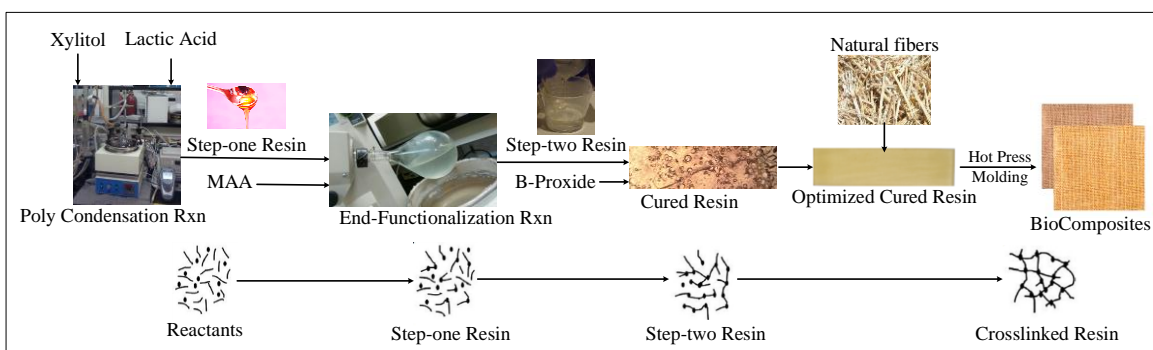 Xylitol
Lactic Acid
Natural fibers
Step-one Resin
Step-two Resin
MAA
B-Proxide
Hot Press
Molding
Poly Condensation Rxn
End-Functionalization Rxn
Cured Resin
Optimized Cured Resin
BioComposites
Reactants
Step-one Resin
Step-two Resin
Crosslinked Resin